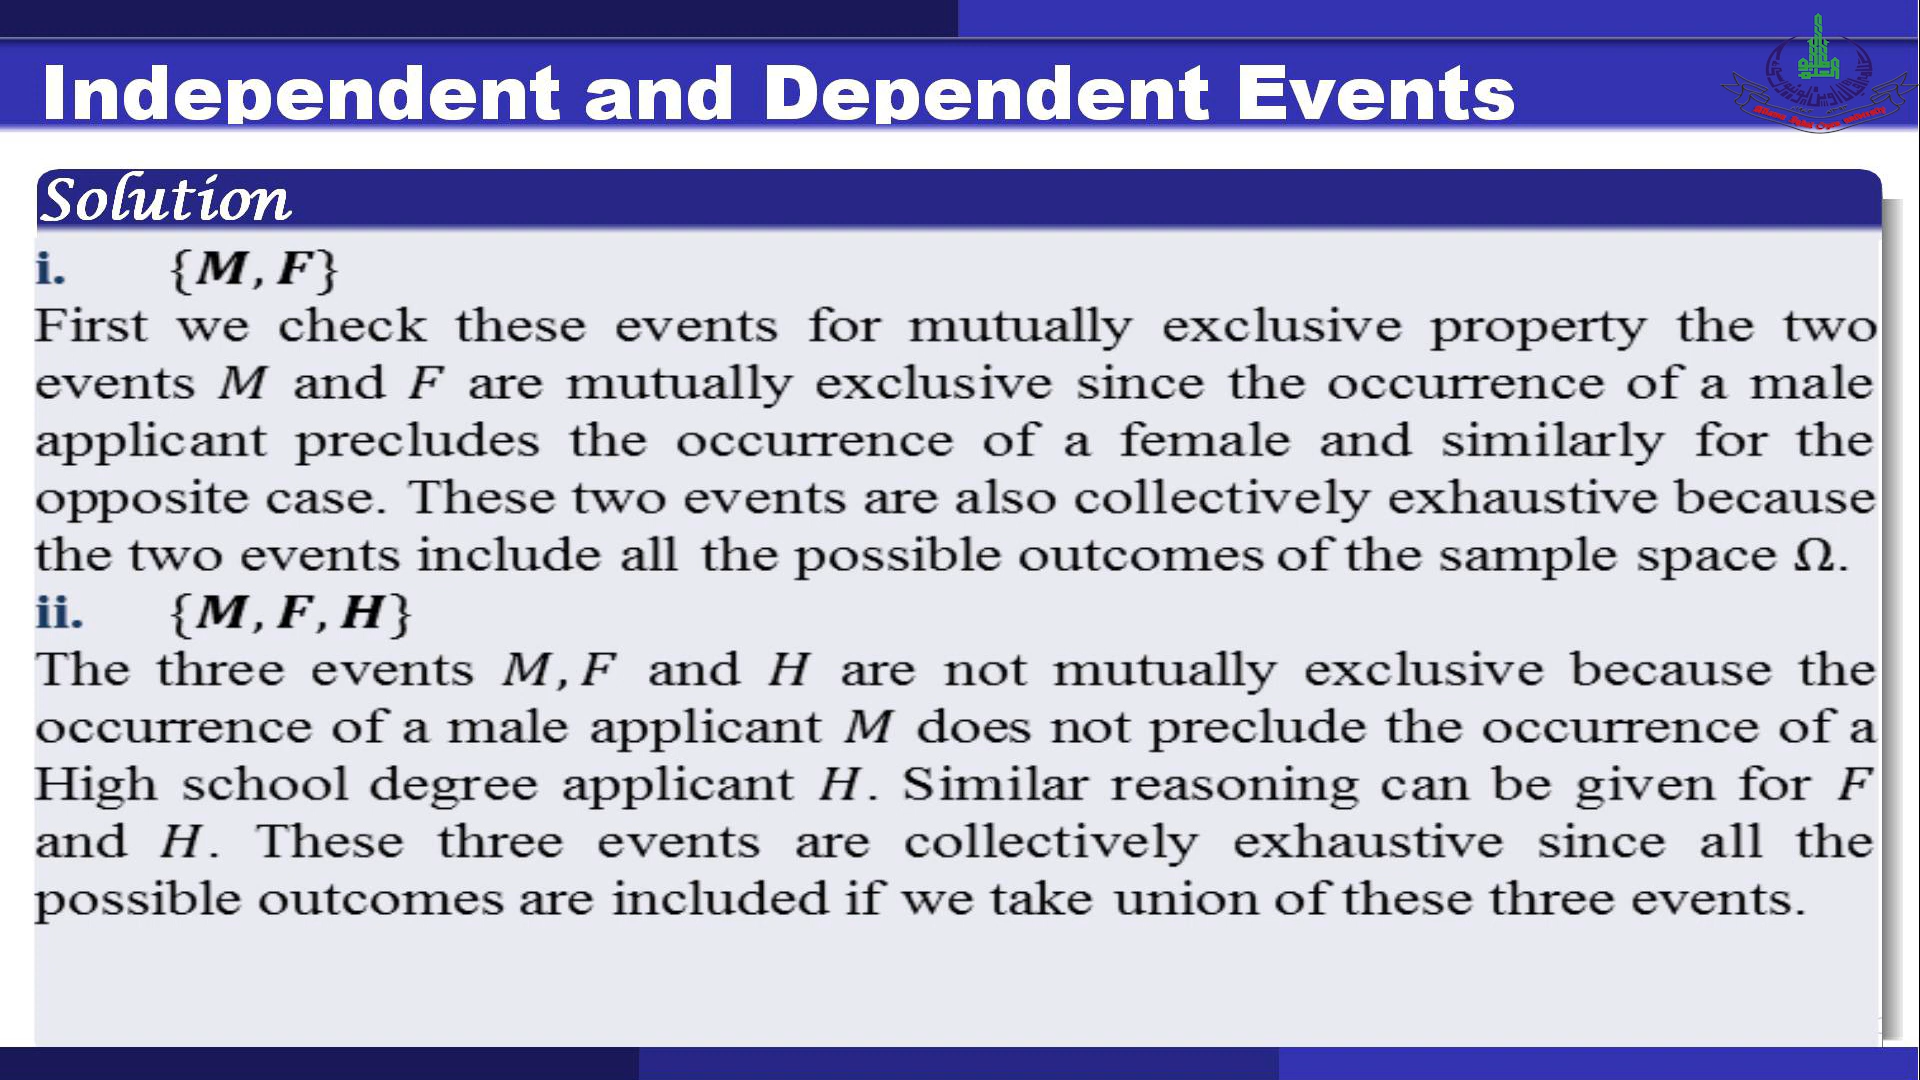 Independent and Dependent Events
Solution
i. {M, F}
First we check these events for mutually exclusive property the two
events M and F are mutually exclusive since the occurrence of a male
applicant precludes the occurrence of a female and similarly for the
opposite case. These two events are also collectively exhaustive because
the two events include all the possible outcomes of the sample space Ω.
ii. {M, F, H}
The three events M, F and H are not mutually exclusive because the
occurrence of a male applicant M does not preclude the occurrence of a
High school degree applicant H. Similar reasoning can be given for F
and H. These three events are collectively exhaustive since all the
possible outcomes are included if we take union of these three events.